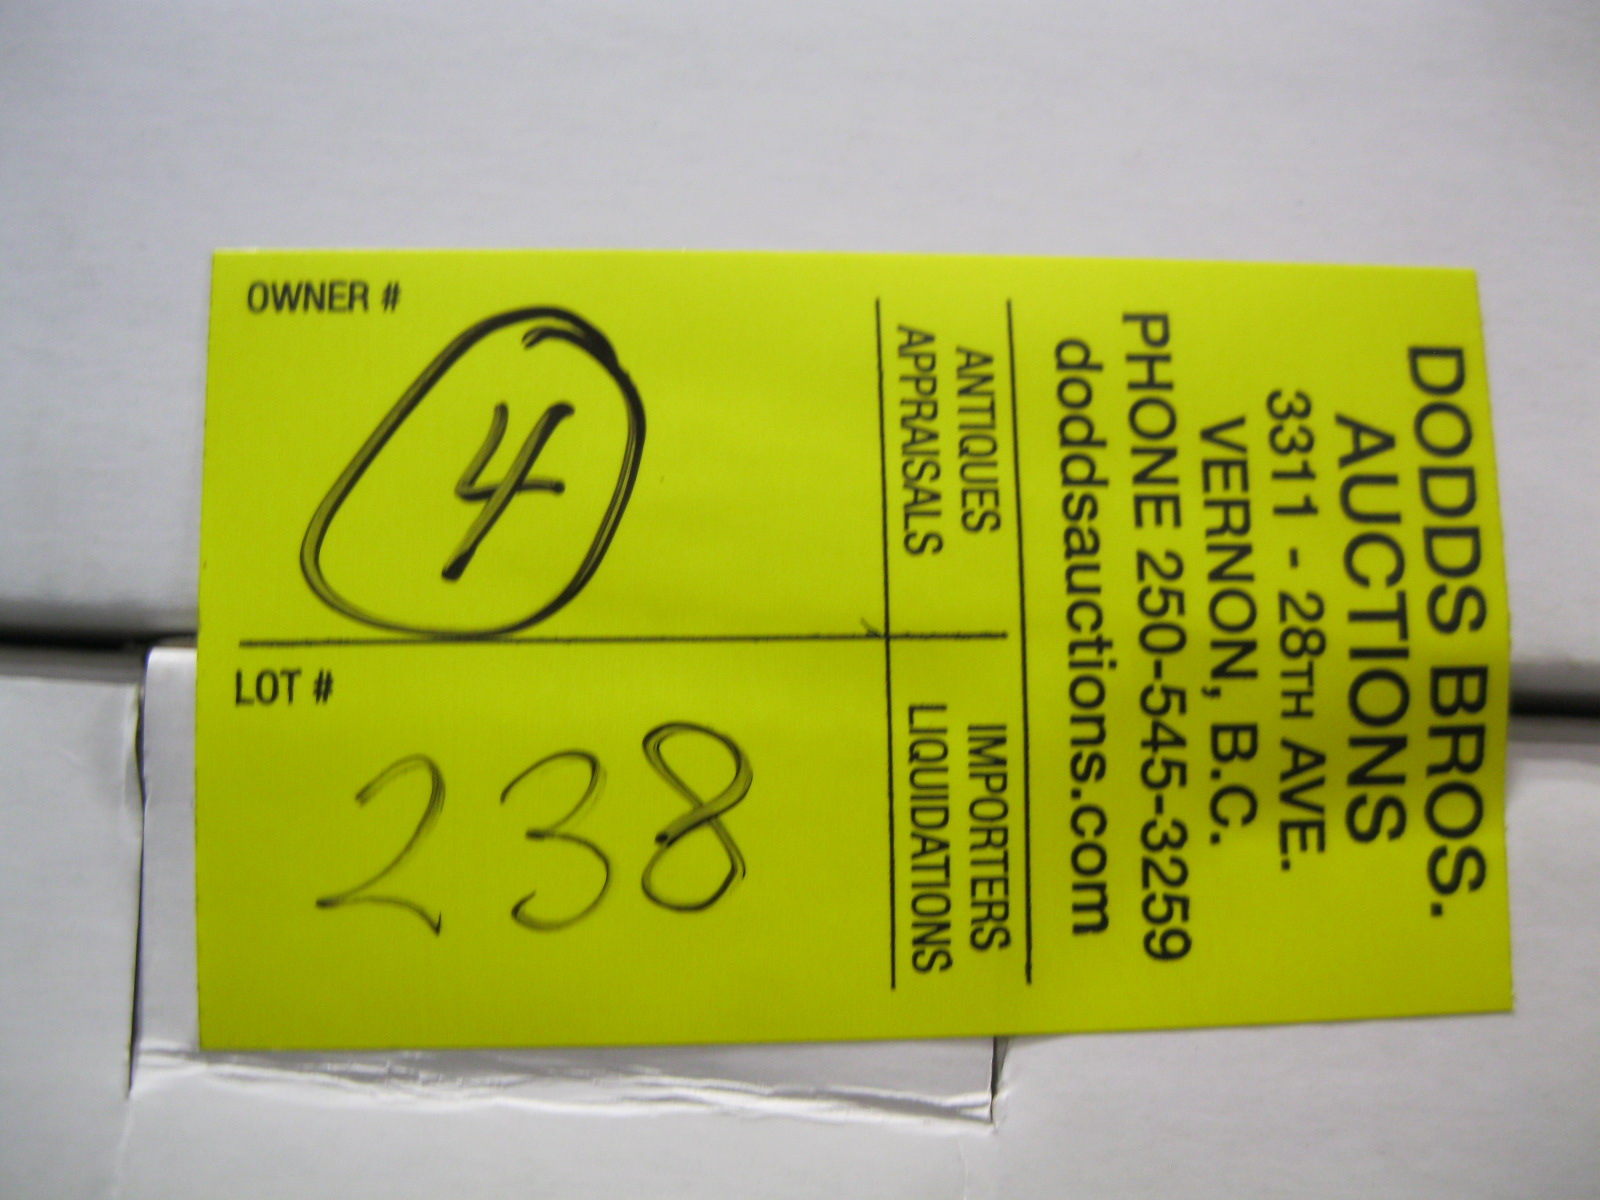 DODDS BROS.
AUCTIONS
3311 - 28TH AVE.
VERNON, B.C.
PHONE 250-545-3259
doddsauctions.com
ANTIQUES IMPORTERS
APPRAISALS LIQUIDATIONS
OWNER #
4
LOT #
238